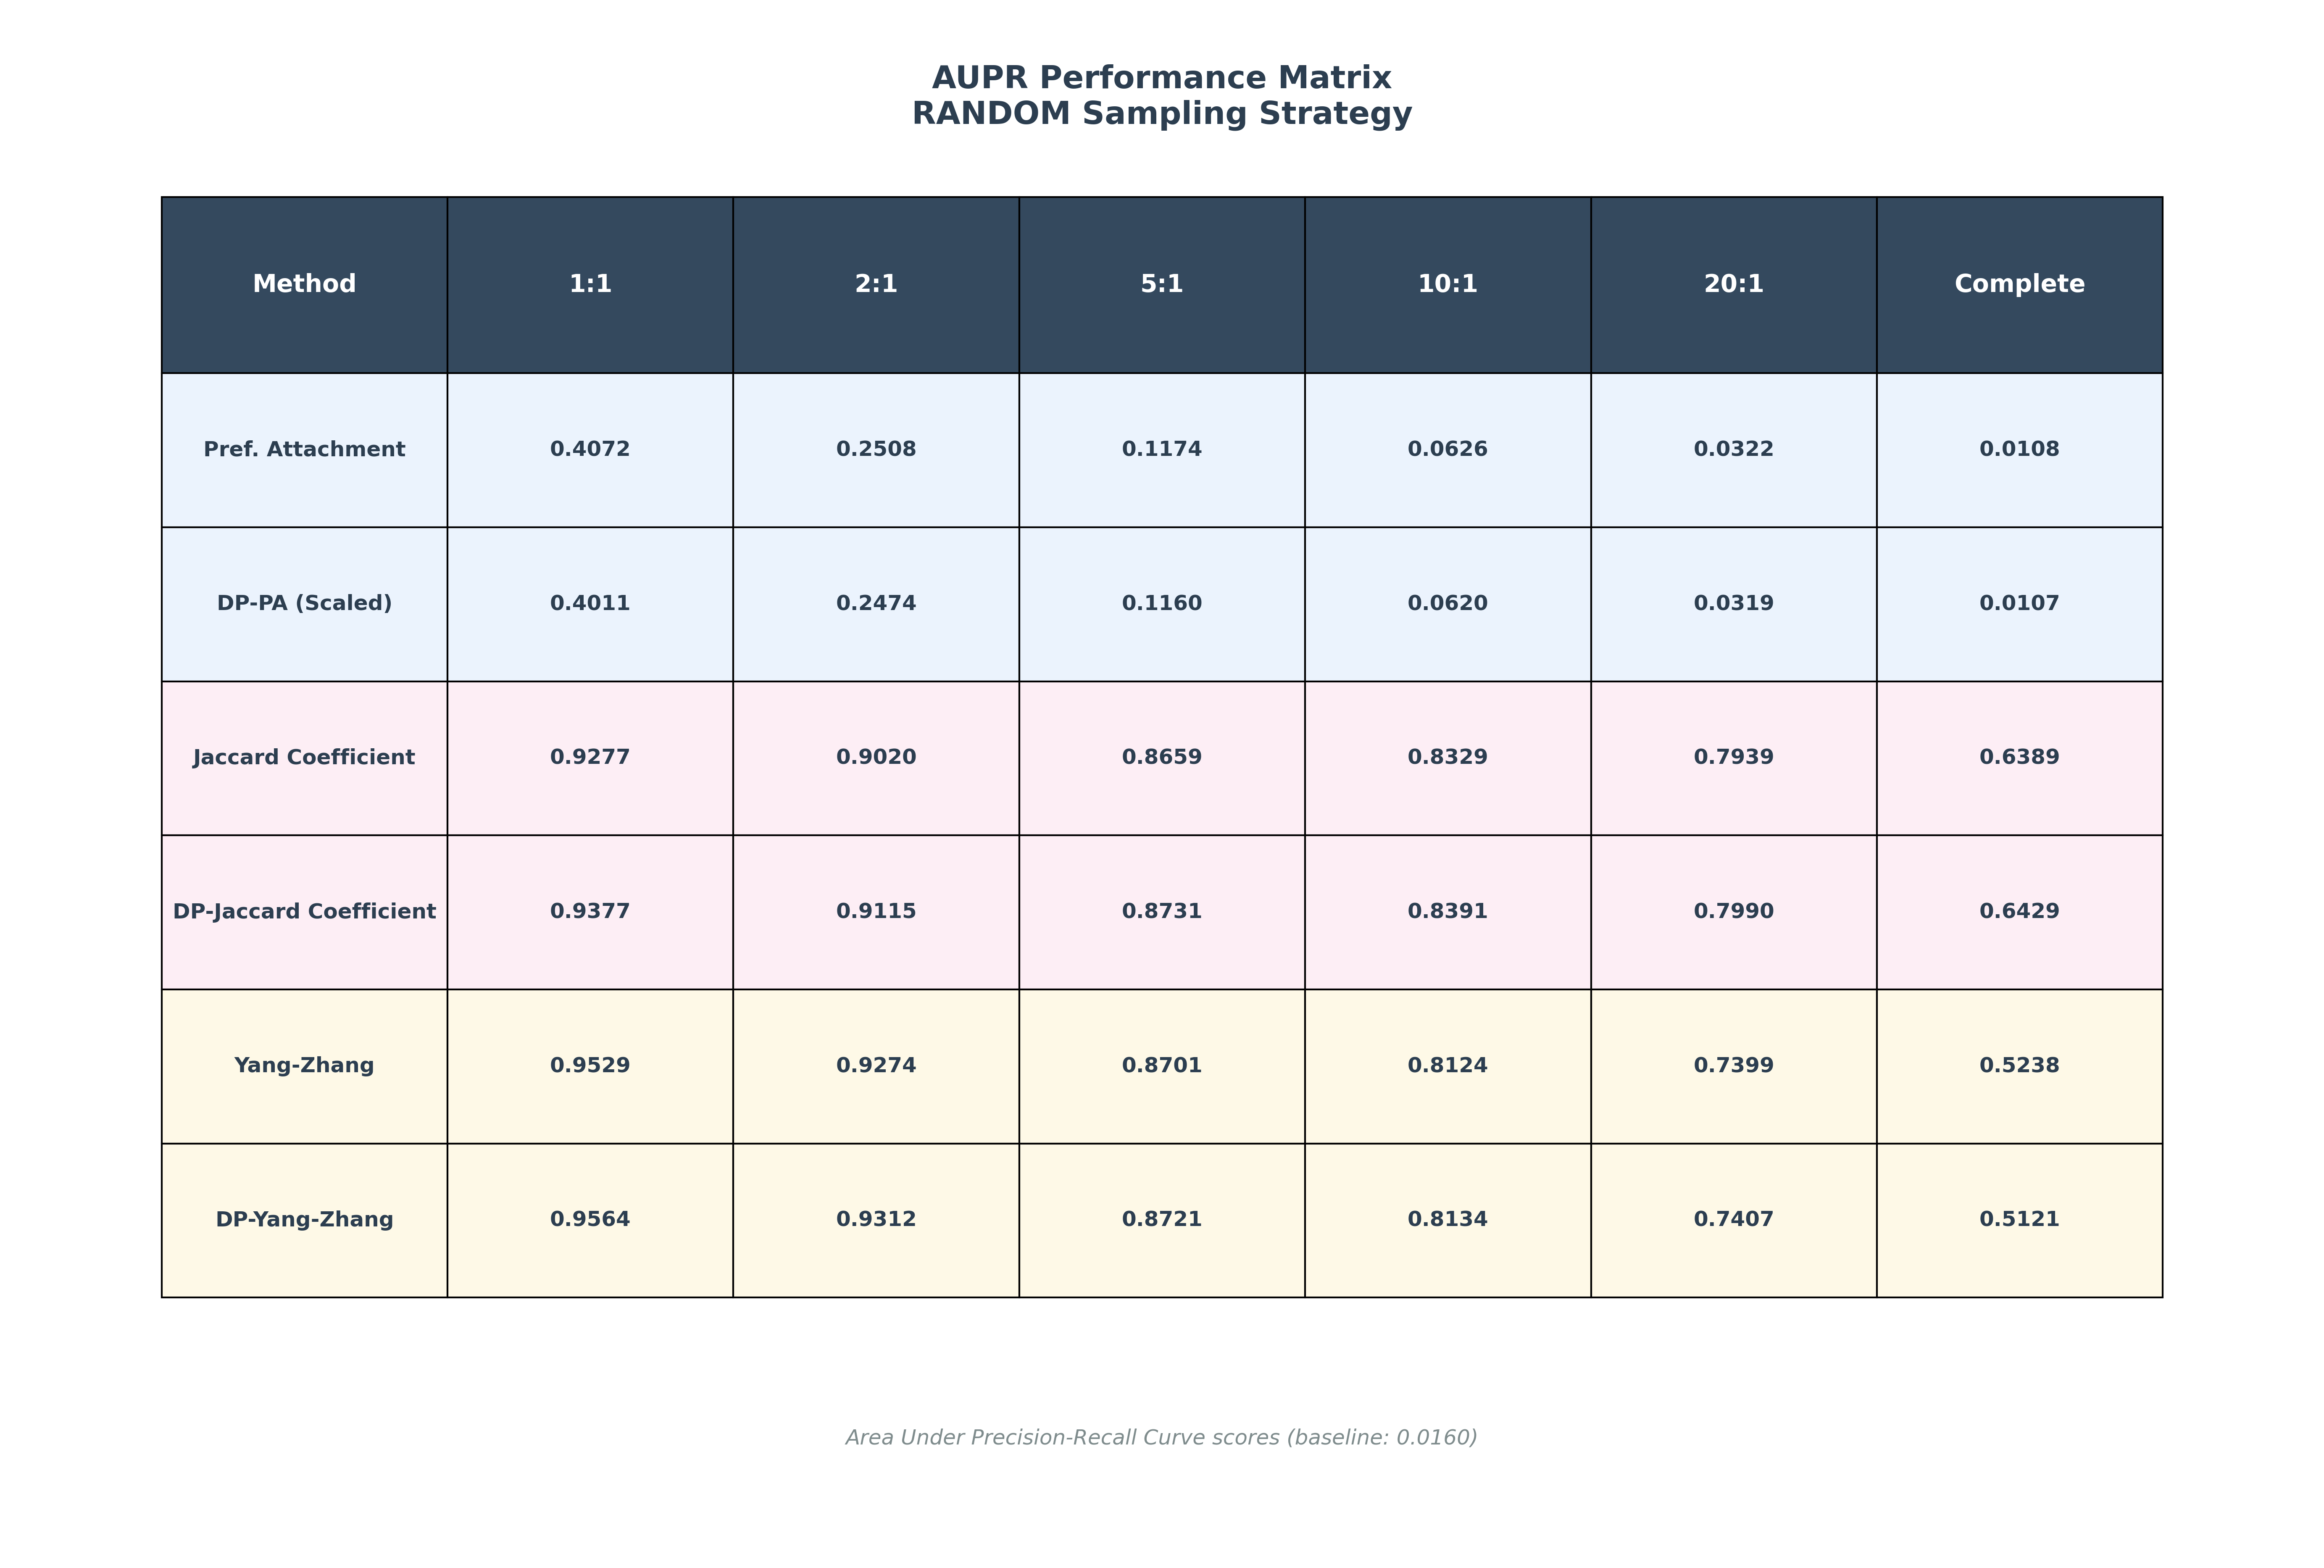 AUPR Performance Matrix
RANDOM Sampling Strategy
Method 1:1 2:1 5:1 10:1 20:1 Complete
Pref. Attachment 0.4072 0.2508 0.1174 0.0626 0.0322 0.0108
DP-PA (Scaled) 0.4011 0.2474 0.1160 0.0620 0.0319 0.0107
Jaccard Coefficient 0.9277 0.9020 0.8659 0.8329 0.7939 0.6389
DP-Jaccard Coefficient 0.9377 0.9115 0.8731 0.8391 0.7990 0.6429
Yang-Zhang 0.9529 0.9274 0.8701 0.8124 0.7399 0.5238
DP-Yang-Zhang 0.9564 0.9312 0.8721 0.8134 0.7407 0.5121
Area Under Precision-Recall Curve scores (baseline: 0.0160)